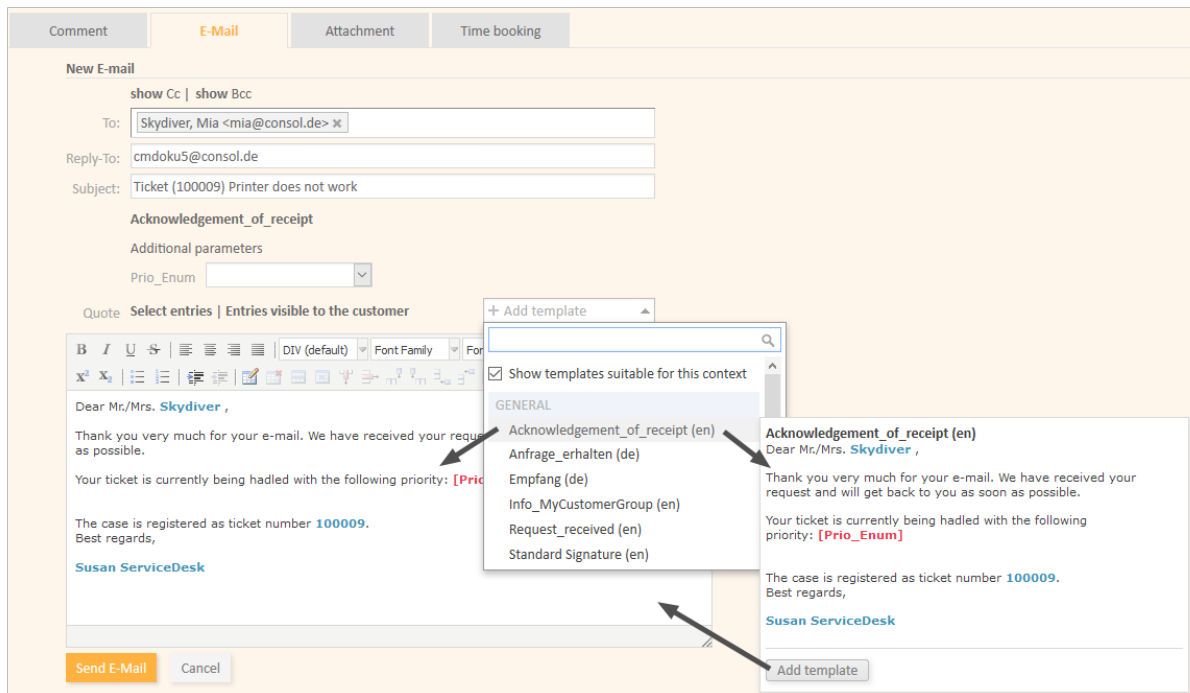 Comment
E-Mail
Attachment
Time booking
New E-mail
show Cc | show Bcc
To: Skydiver, Mia <mia@consol.de>
Reply-To: cmdoku5@consol.de
Subject: Ticket (100009) Printer does not work
Acknowledgement_of_receipt
Additional parameters
Prio_Enum
Quote Select entries | Entries visible to the customer
+ Add template
B I U S DIV (default) Font Family
Show templates suitable for this context
GENERAL
Acknowledgement_of_receipt (en)
Anfrage_erhalten (de)
Empfang (de)
Info_MyCustomerGroup (en)
Request_received (en)
Standard Signature (en)
Dear Mr./Mrs. Skydiver ,
Thank you very much for your e-mail. We have received your
as possible.
Your ticket is currently being hadled with the following priority:
The case is registered as ticket number 100009.
Best regards,
Susan ServiceDesk
Send E-Mail
Cancel
Acknowledgement_of_receipt (en)
Dear Mr./Mrs. Skydiver ,
Thank you very much for your e-mail. We have received your
request and will get back to you as soon as possible.
Your ticket is currently being hadled with the following
priority: [Prio_Enum]
The case is registered as ticket number 100009.
Best regards,
Susan ServiceDesk
Add template